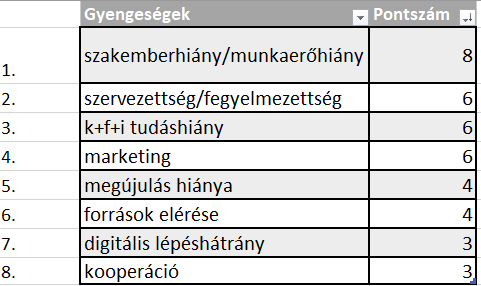 Gyengeségek Pontszám
1. szakemberhiány/munkaerőhiány 8
2. szervezettség/fegyelmezettség 6
3. k+f+i tudáshiány 6
4. marketing 6
5. megújulás hiánya 4
6. források elérése 4
7. digitális lépéshátrány 3
8. kooperáció 3